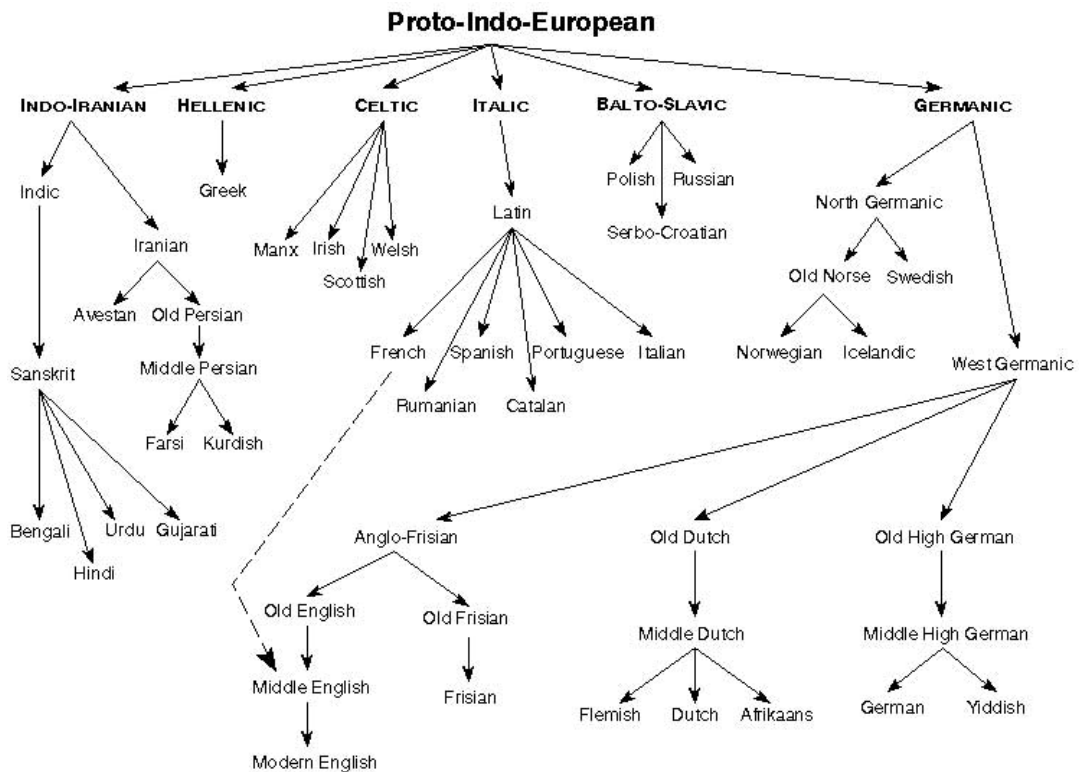 Proto-Indo-European
INDO-IRANIAN HELLENIC CELTIC ITALIC BALTO-SLAVIC GERMANIC
Indic Greek Polish Russian
North Germanic
Latin
Serbo-Croatian
Iranian Manx Irish Welsh
Scottish Old Norse Swedish
Avestan Old Persian
French Spanish Portuguese Italian Norwegian Icelandic
West Germanic
Sanskrit Middle Persian
Rumanian Catalan
Farsi Kurdish
Bengali Urdu Gujarati
Anglo-Frisian Old Dutch Old High German
Hindi
Old English Old Frisian
Middle Dutch Middle High German
Middle English Frisian
Flemish Dutch Afrikaans German Yiddish
Modern English